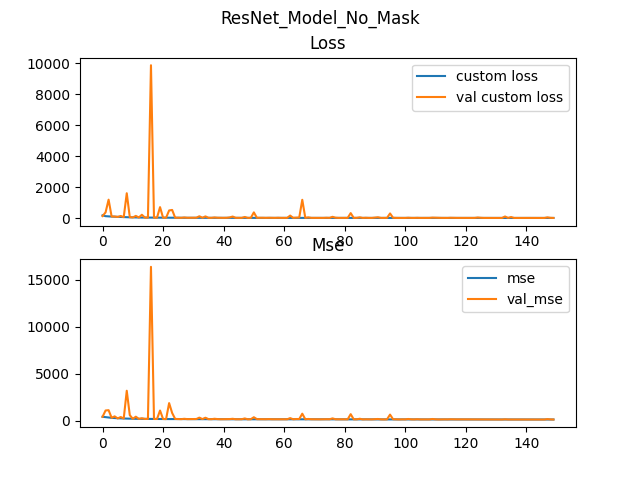 ResNet_Model_No_Mask
Loss
10000
8000
6000
4000
2000
0
custom loss
val custom loss
0 20 40 60 80 100 120 140
Mse
15000
10000
5000
0
mse
val_mse
0 20 40 60 80 100 120 140